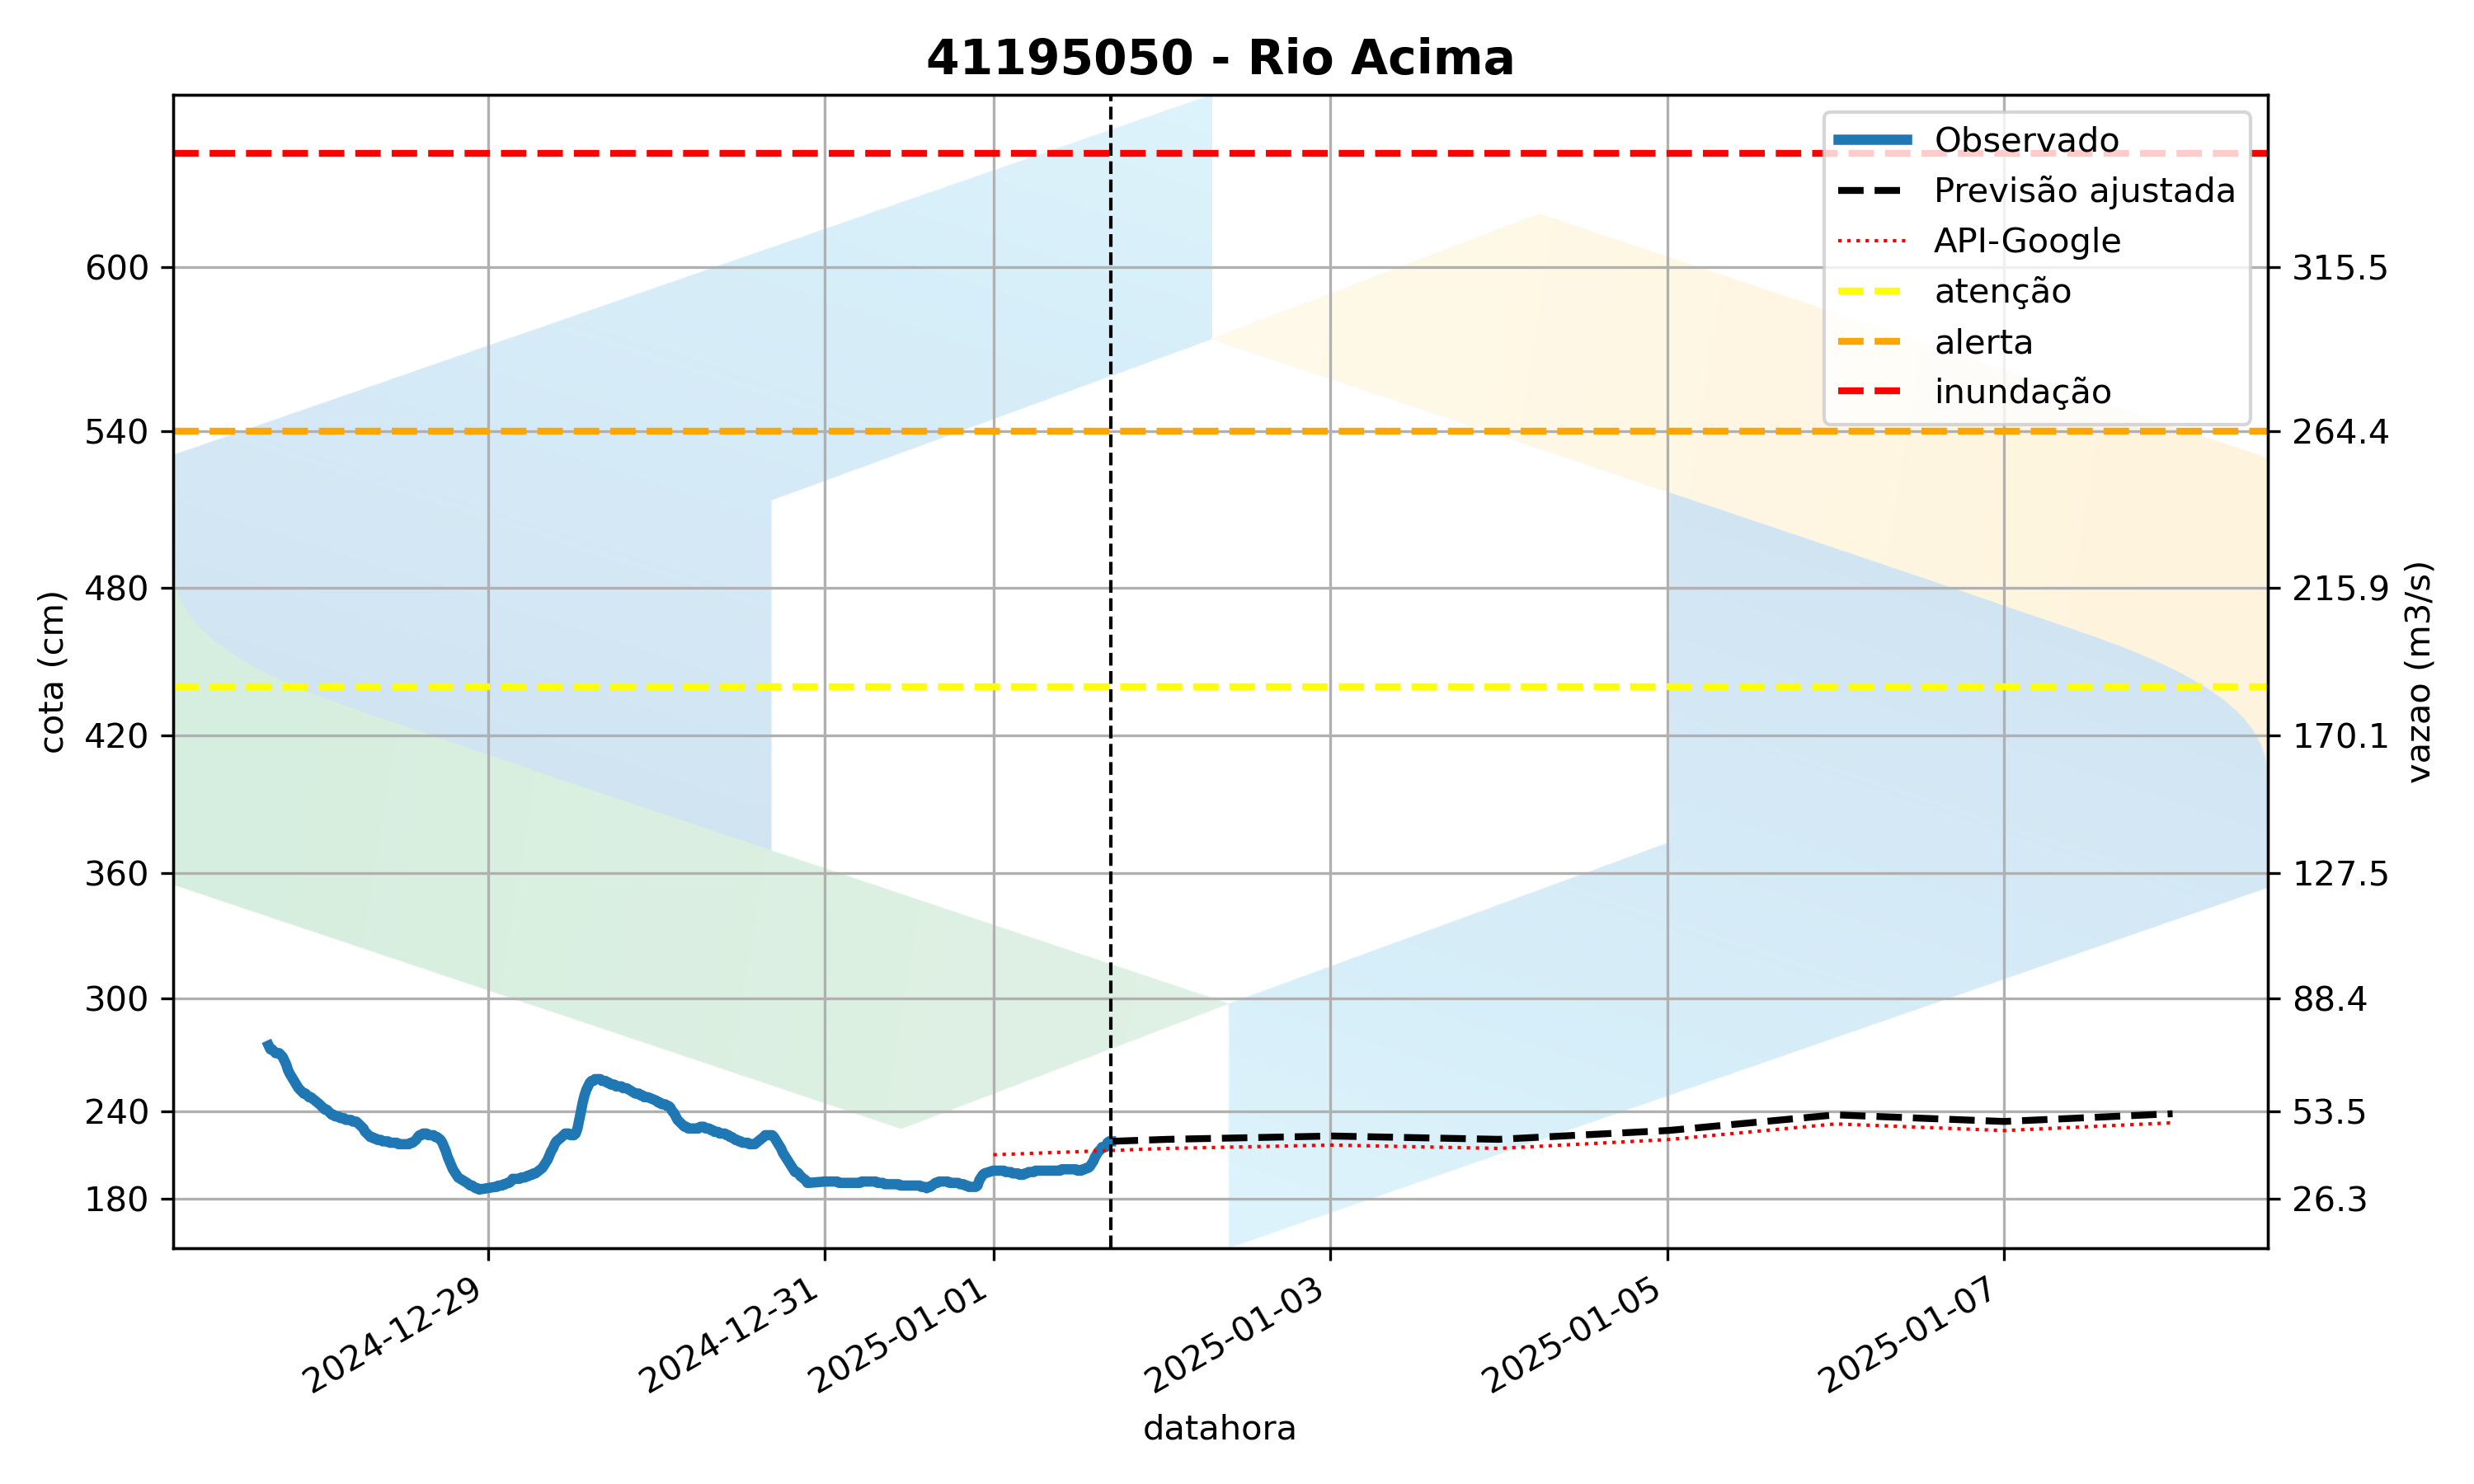 41195050 - Rio Acima
Observado
Previsão ajustada
API-Google
atenção
alerta
inundação
600
540
480
420
360
300
240
180
cota (cm)
315.5
264.4
215.9
170.1
127.5
88.4
53.5
26.3
vazao (m3/s)
2024-12-29
2024-12-31
2025-01-01
2025-01-03
2025-01-05
2025-01-07
datahora